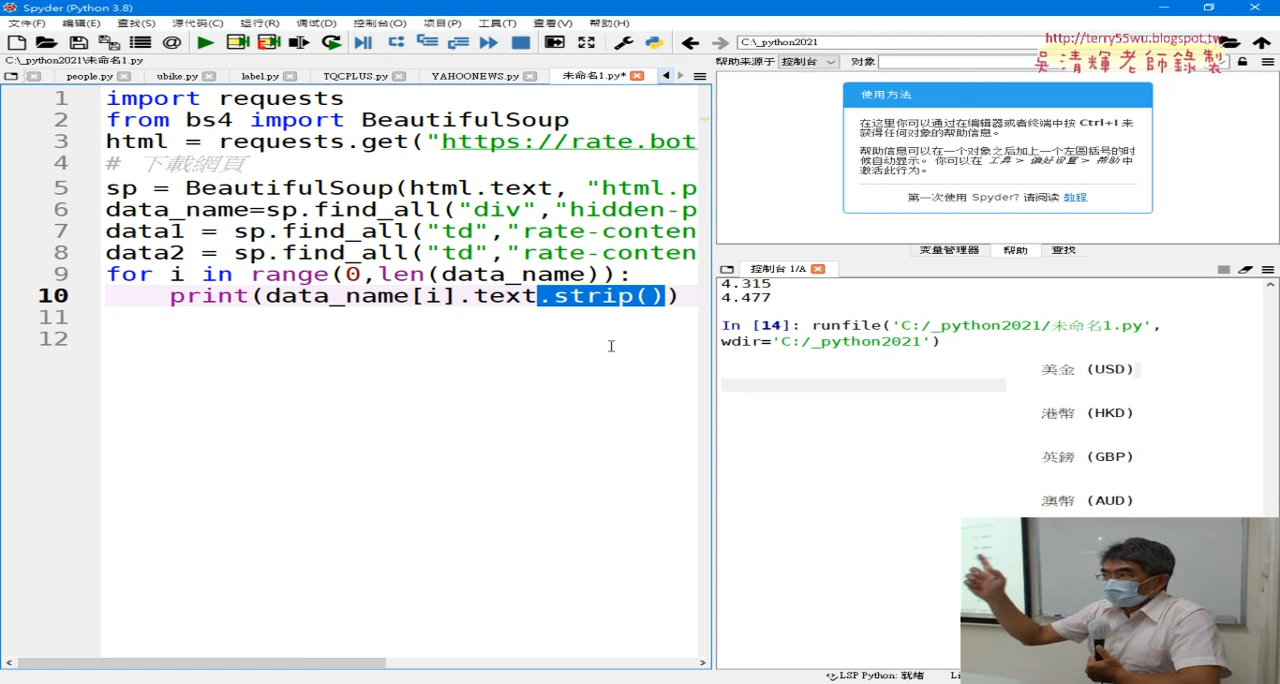 Spyder (Python 3.8)
文件(F) 编辑(E) 查找(S) 源代码(C) 运行(R) 调试(D) 控制台(O) 项目(P) 工具(T) 查看(V) 帮助(H)
C:\_python2021
http://terry55wu.blogspot.tw
吳清輝老師錄製
C:\_python2021\未命名1.py
people.py ubike.py label.py TQCPLUS.py YAHOONEWS.py 未命名1.py*
帮助来源于 控制台 对象
1 import requests
2 from bs4 import BeautifulSoup
3 html = requests.get("https://rate.bot
4 # 下載網頁
5 sp = BeautifulSoup(html.text, "html.p
6 data_name=sp.find_all("div","hidden-p
7 data1 = sp.find_all("td","rate-conten
8 data2 = sp.find_all("td","rate-conten
9 for i in range(0,len(data_name)):
10 print(data_name[i].text.strip())
11
12
使用方法
在这里你可以通过在编辑器或者终端中按 Ctrl+I 来
获得任何对象的帮助信息。
帮助信息可以在一个对象之后加上一个左圆括号的时
候自动显示。 你可以在 工具 > 偏好设置 > 帮助 中
激活此行为。
第一次使用 Spyder? 请阅读 教程
变量管理器 帮助 查找
控制台 1/A
4.315
4.477
In [14]: runfile('C:/_python2021/未命名1.py',
wdir='C:/_python2021')
美金 (USD)
港幣 (HKD)
英鎊 (GBP)
澳幣 (AUD)
LSP Python: 就绪